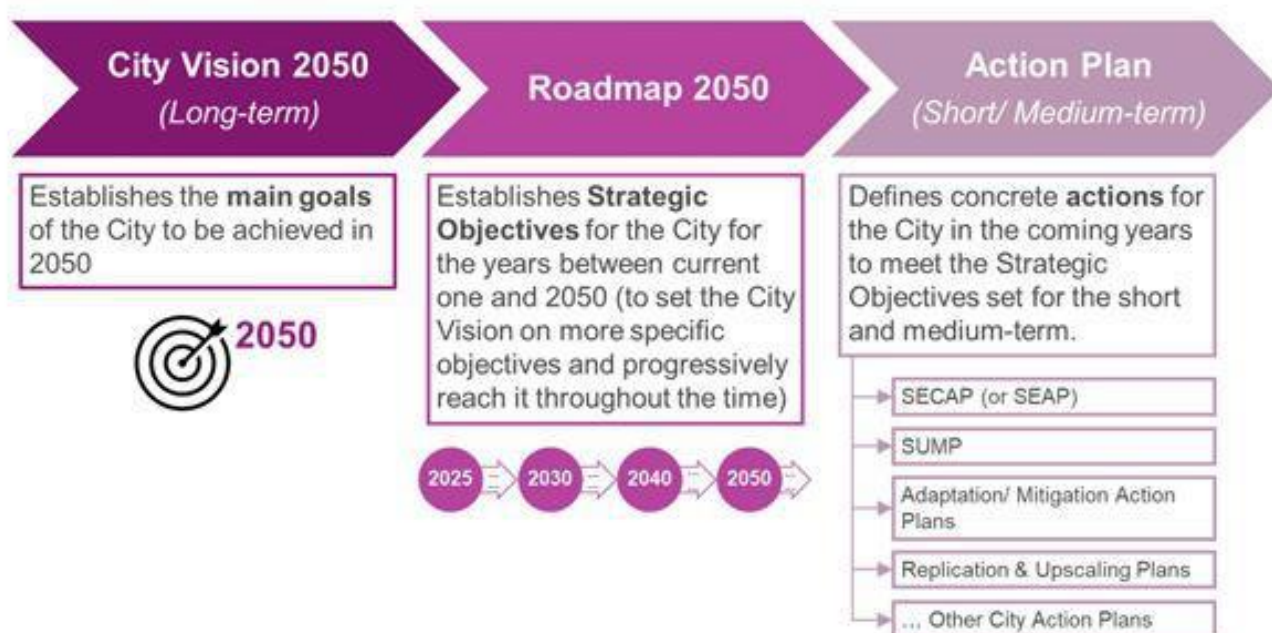 City Vision 2050
(Long-term)
Roadmap 2050
Action Plan
(Short/ Medium-term)
Establishes the main goals
of the City to be achieved in
2050
2050
Establishes Strategic
Objectives for the City for
the years between current
one and 2050 (to set the City
Vision on more specific
objectives and progressively
reach it throughout the time)
2025
2030
2040
2050
Defines concrete actions for
the City in the coming years
to meet the Strategic
Objectives set for the short
and medium-term.
SECAP (or SEAP)
SUMP
Adaptation/ Mitigation Action
Plans
Replication & Upscaling Plans
... Other City Action Plans